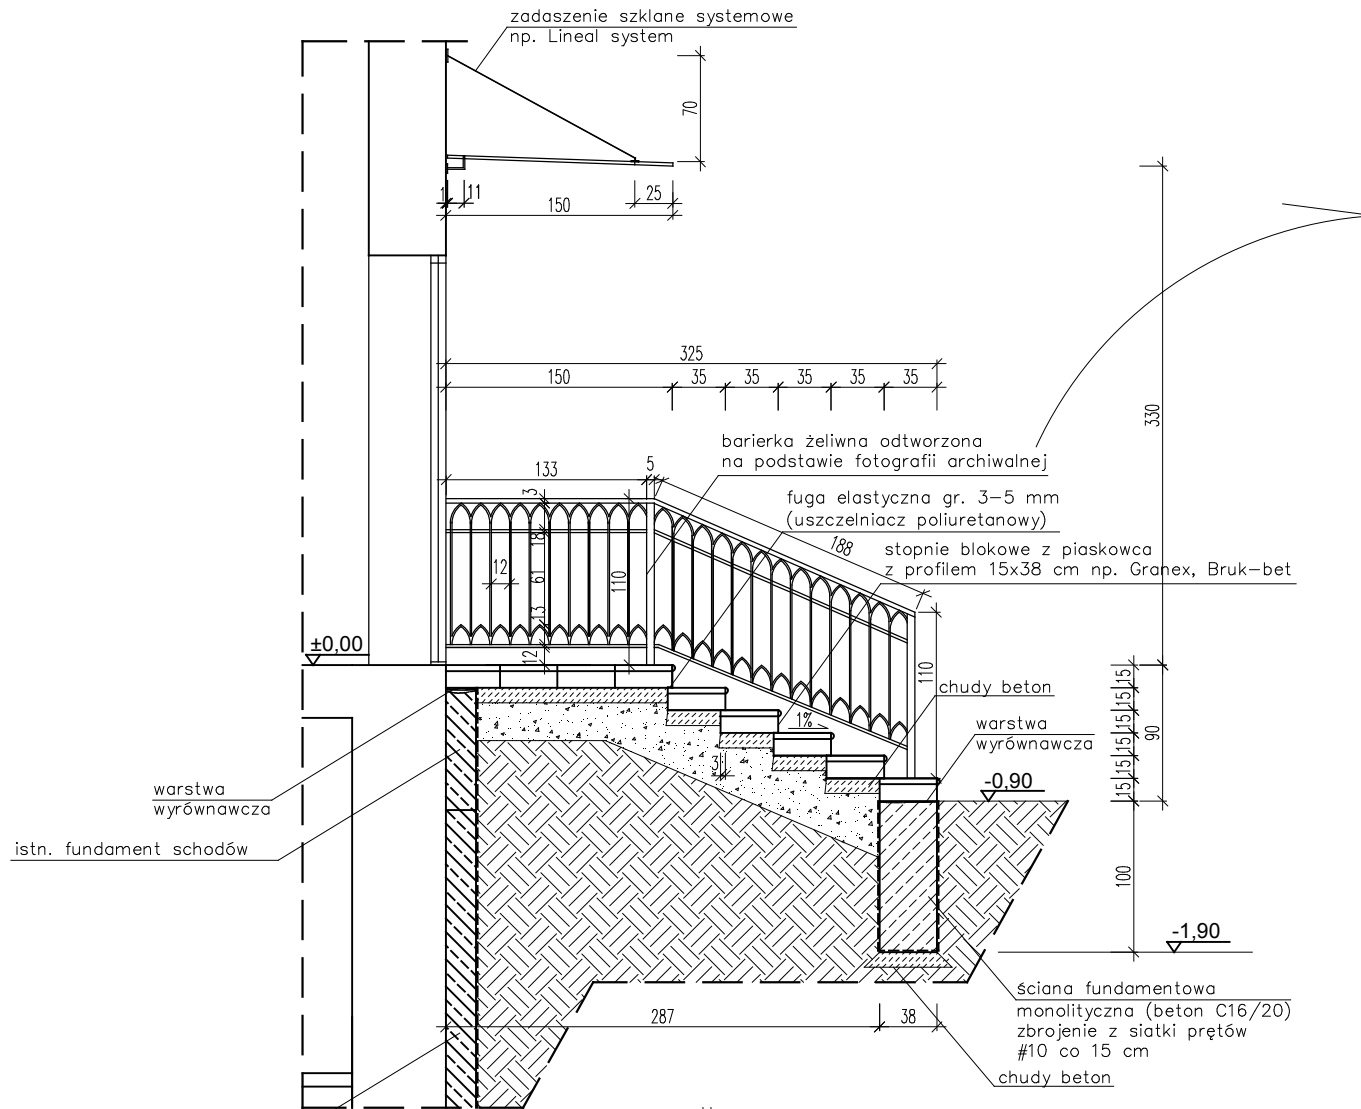 zadaszenie szklane systemowe
np. Lineal system
70
1
11
25
150
325
150
35
35
35
35
35
330
barierka żeliwna odtworzona
na podstawie fotografii archiwalnej
133
5
fuga elastyczna gr. 3-5 mm
(uszczelniacz poliuretanowy)
188
stopnie blokowe z piaskowca
z profilem 15x38 cm np. Granex, Bruk-bet
3
18
12
61
110
13
12
±0,00
110
chudy beton
warstwa
wyrównawcza
1%
3
15
15
15
15
15
15
90
-0,90
warstwa
wyrównawcza
istn. fundament schodów
100
-1,90
ściana fundamentowa
monolityczna (beton C16/20)
zbrojenie z siatki prętów
#10 co 15 cm
287
38
chudy beton